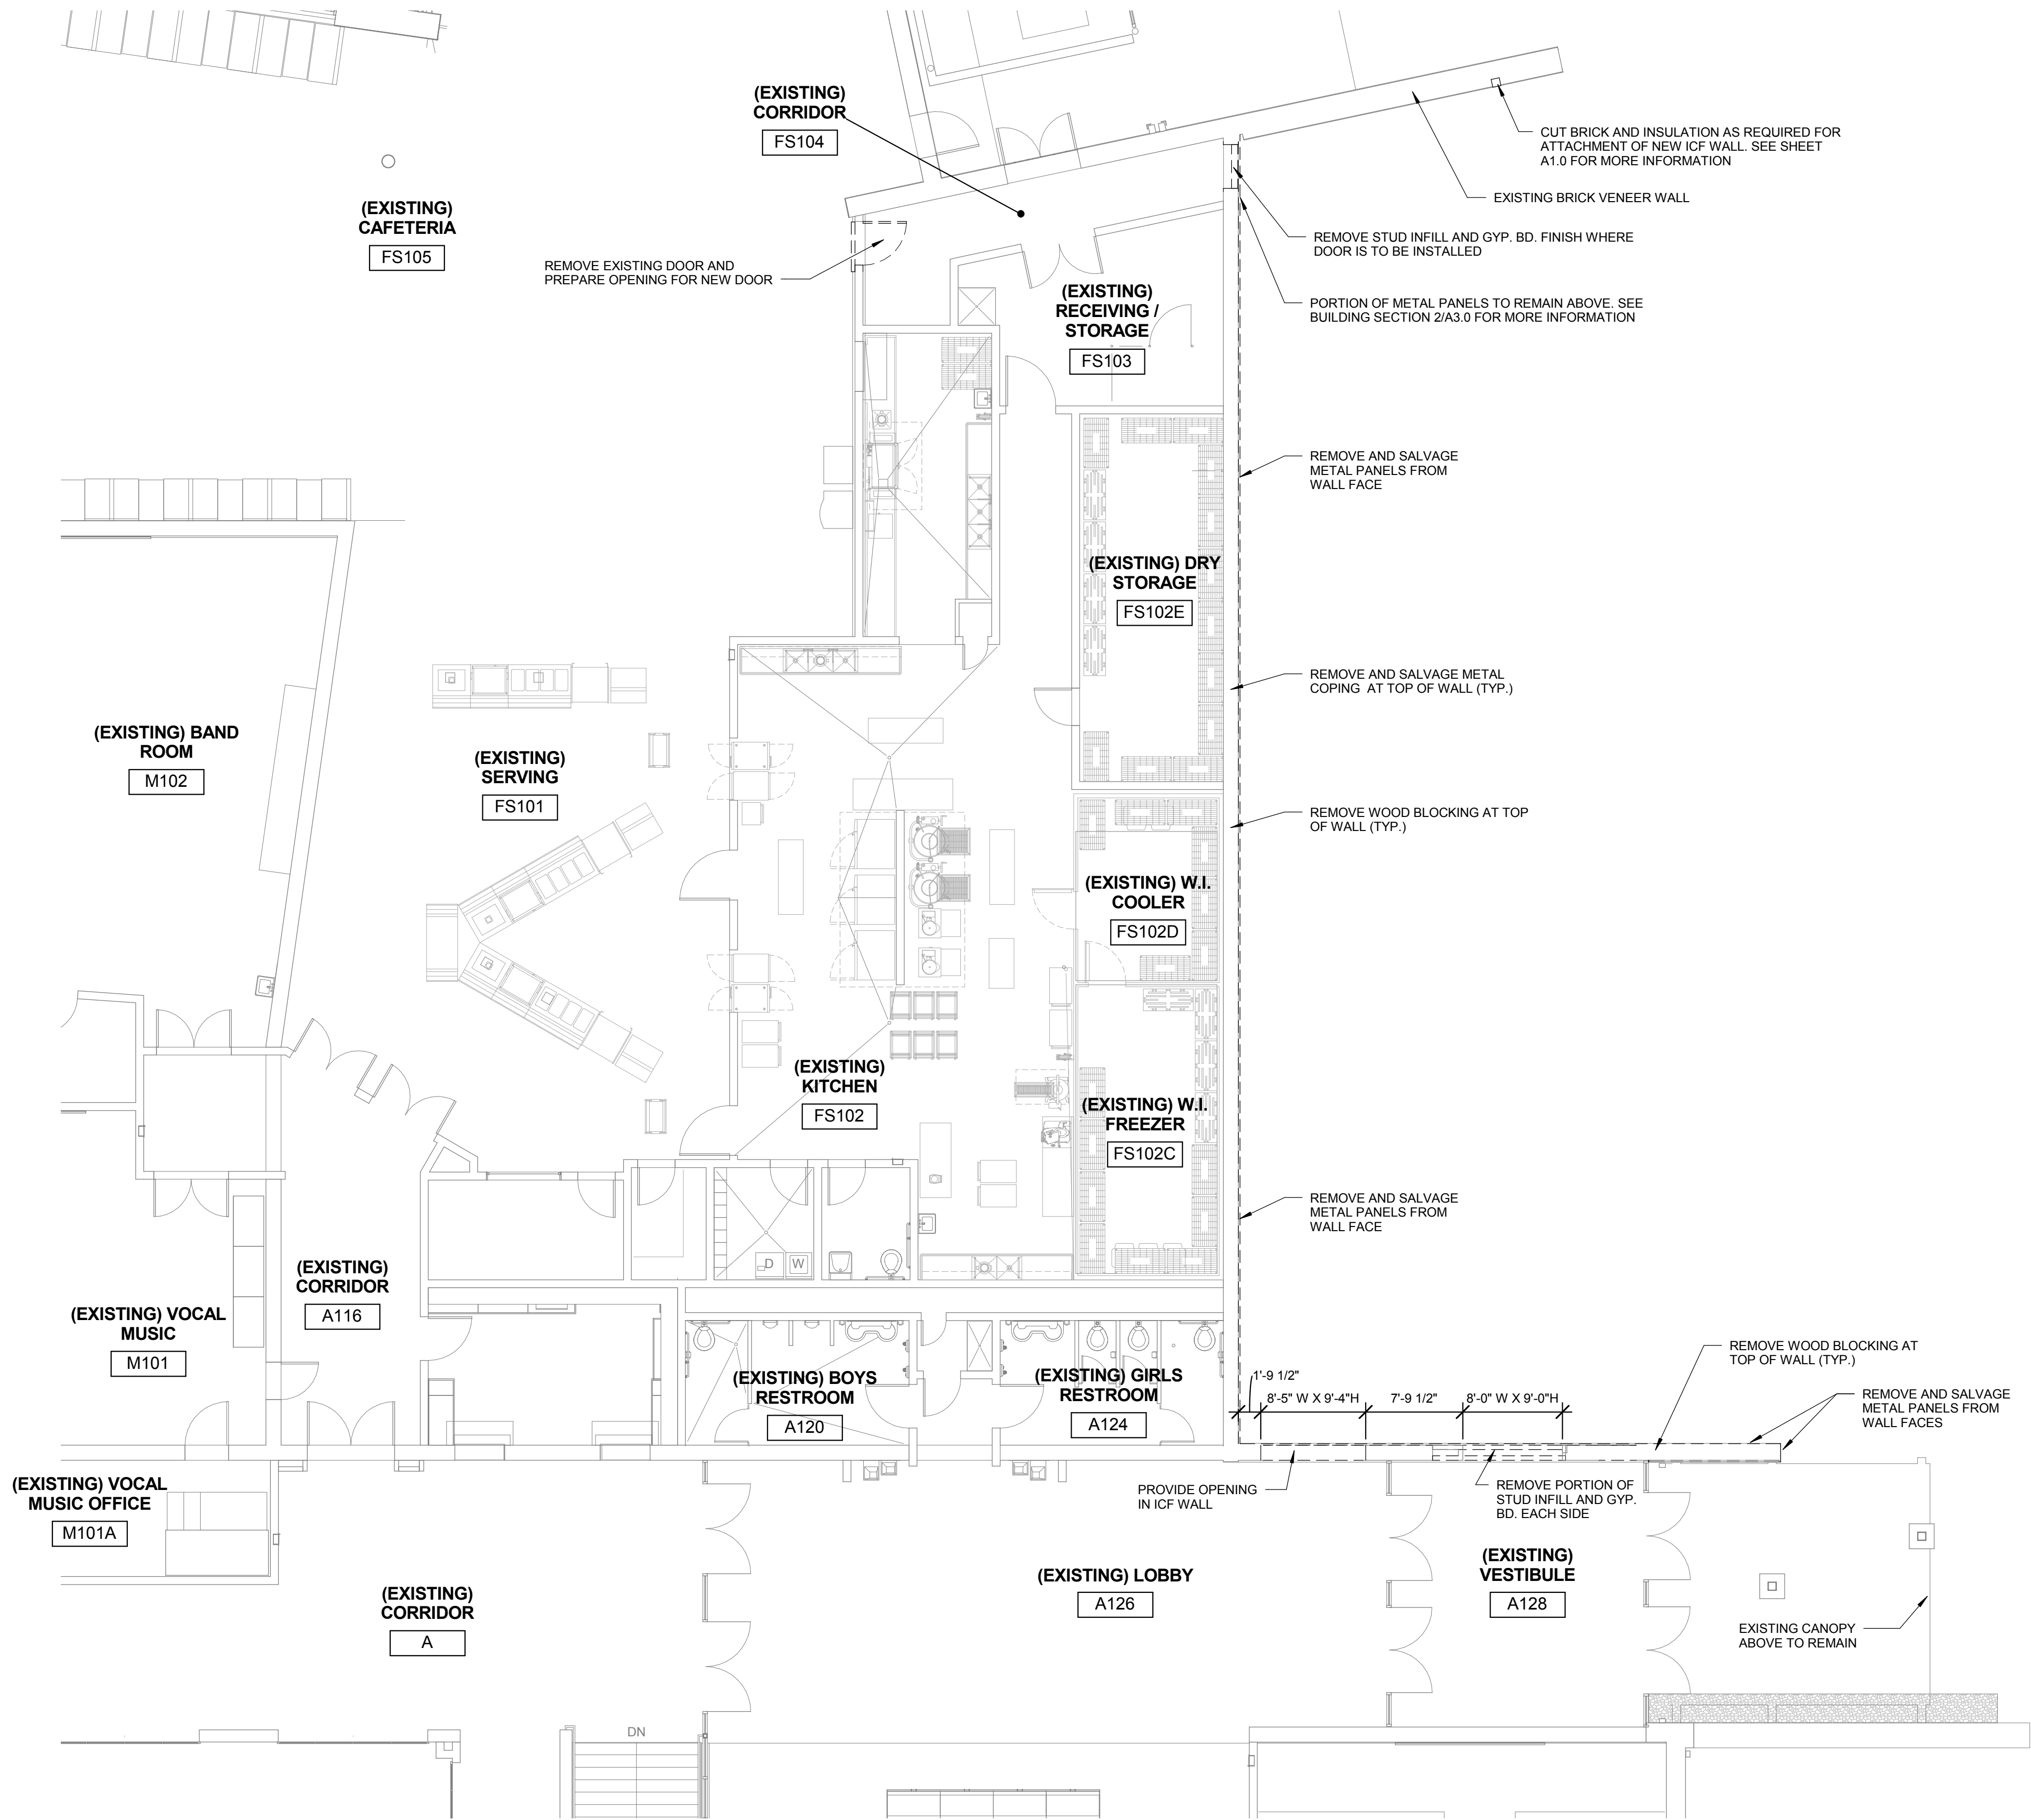 (EXISTING)
CORRIDOR
FS104
CUT BRICK AND INSULATION AS REQUIRED FOR
ATTACHMENT OF NEW ICF WALL. SEE SHEET
A1.0 FOR MORE INFORMATION
EXISTING BRICK VENEER WALL
(EXISTING)
CAFETERIA
FS105
REMOVE STUD INFILL AND GYP. BD. FINISH WHERE
DOOR IS TO BE INSTALLED
REMOVE EXISTING DOOR AND
PREPARE OPENING FOR NEW DOOR
(EXISTING)
RECEIVING /
STORAGE
FS103
PORTION OF METAL PANELS TO REMAIN ABOVE. SEE
BUILDING SECTION 2/A3.0 FOR MORE INFORMATION
REMOVE AND SALVAGE
METAL PANELS FROM
WALL FACE
(EXISTING) DRY
STORAGE
FS102E
REMOVE AND SALVAGE METAL
COPING AT TOP OF WALL (TYP.)
(EXISTING) BAND
ROOM
M102
(EXISTING)
SERVING
FS101
REMOVE WOOD BLOCKING AT TOP
OF WALL (TYP.)
(EXISTING) W.I.
COOLER
FS102D
(EXISTING)
KITCHEN
FS102
(EXISTING) W.I.
FREEZER
FS102C
REMOVE AND SALVAGE
METAL PANELS FROM
WALL FACE
D
W
(EXISTING)
CORRIDOR
A116
(EXISTING) VOCAL
MUSIC
M101
(EXISTING) BOYS
RESTROOM
A120
(EXISTING) GIRLS
RESTROOM
A124
1'-9 1/2"
8'-5" W X 9'-4"H
7'-9 1/2"
8'-0" W X 9'-0"H
REMOVE WOOD BLOCKING AT
TOP OF WALL (TYP.)
REMOVE AND SALVAGE
METAL PANELS FROM
WALL FACES
(EXISTING) VOCAL
MUSIC OFFICE
M101A
PROVIDE OPENING
IN ICF WALL
REMOVE PORTION OF
STUD INFILL AND GYP.
BD. EACH SIDE
(EXISTING)
CORRIDOR
A
(EXISTING) LOBBY
A126
(EXISTING)
VESTIBULE
A128
EXISTING CANOPY
ABOVE TO REMAIN
DN